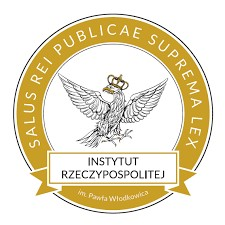 SALUS REI PUBLICAE SUPREMA LEX
INSTYTUT
RZECZYPOSPOLITEJ
im. Pawła Włodkowica